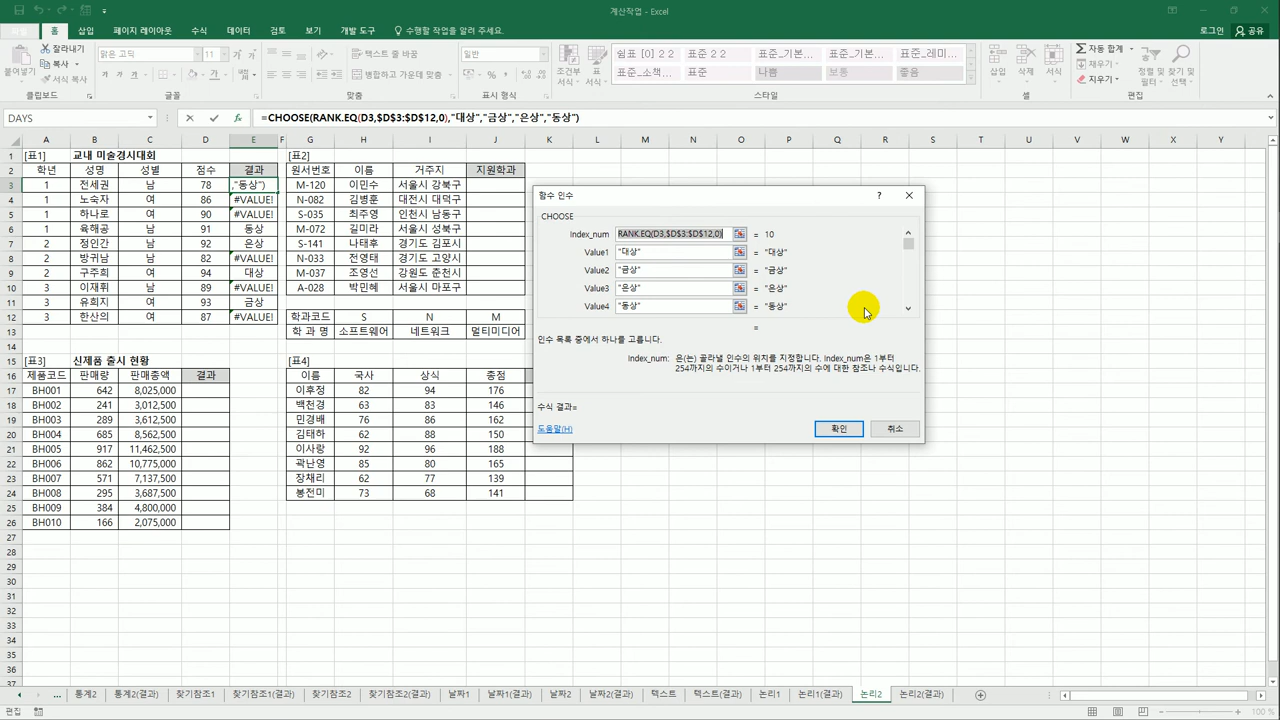 계산작업 - Excel
홈 삽입 페이지 레이아웃 수식 데이터 검토 보기 개발 도구 수행할 작업을 알려 주세요. 로그인 공유
붙여넣기 잘라내기 복사 서식 복사 클립보드
맑은 고딕 11 글꼴
텍스트 줄 바꿈 병합하고 가운데 맞춤 맞춤
일반 표시 형식
조건부 서식 표 서식
쉼표 [0] 2 2 표준 2 2 표준_기본... 표준_기본... 표준_레미...
표준_소책... 표준 나쁨 보통 좋음
스타일
삽입 삭제 서식 셀
자동 합계 채우기 지우기 정렬 및 필터 찾기 및 선택 편집
DAYS =CHOOSE(RANK.EQ(D3,$D$3:$D$12,0),"대상","금상","은상","동상")
A B C D E F G H I J K L M N O P Q R S T U V W X Y
1 [표1] 교내 미술경시대회 [표2]
2 학년 성명 성별 점수 결과 원서번호 이름 거주지 지원학과
3 1 전세권 남 78 ,"동상") M-120 이민수 서울시 강북구
4 1 노숙자 여 86 #VALUE! N-082 김병훈 대전시 대덕구
5 1 하나로 여 90 #VALUE! S-035 최주영 인천시 남동구
6 1 육해공 남 91 동상 M-072 길미라 서울시 성북구
7 2 정인간 남 92 은상 S-141 나태후 경기도 김포시
8 2 방귀남 남 82 #VALUE! N-033 전영태 경기도 고양시
9 2 구주희 여 94 대상 M-037 조영선 강원도 춘천시
10 3 이재휘 남 89 #VALUE! A-028 박민혜 서울시 마포구
11 3 유희지 여 93 금상
12 3 한산의 여 87 #VALUE! 학과코드 S N M
13 학 과 명 소프트웨어 네트워크 멀티미디어
14
15 [표3] 신제품 출시 현황 [표4]
16 제품코드 판매량 판매총액 결과 이름 국사 상식 총점
17 BH001 642 8,025,000 이후정 82 94 176
18 BH002 241 3,012,500 백천경 63 83 146
19 BH003 289 3,612,500 민경배 76 86 162
20 BH004 685 8,562,500 김태하 62 88 150
21 BH005 917 11,462,500 이사랑 92 96 188
22 BH006 862 10,775,000 곽난영 85 80 165
23 BH007 571 7,137,500 장채리 62 77 139
24 BH008 295 3,687,500 봉전미 73 68 141
25 BH009 384 4,800,000
26 BH010 166 2,075,000
27
28
29
30
31
32
33
34
35
36
37
함수 인수 ?
CHOOSE
Index_num RANK.EQ(D3,$D$3:$D$12,0) = 10
Value1 "대상" = "대상"
Value2 "금상" = "금상"
Value3 "은상" = "은상"
Value4 "동상" = "동상"
=
인수 목록 중에서 하나를 고릅니다.
Index_num: 은(는) 골라낼 인수의 위치를 지정합니다. Index_num은 1부터
254까지의 수이거나 1부터 254까지의 수에 대한 참조나 수식입니다.
수식 결과=
도움말(H) 확인 취소
... 통계2 통계2(결과) 찾기참조1 찾기참조1(결과) 찾기참조2 찾기참조2(결과) 날짜1 날짜1(결과) 날짜2 날짜2(결과) 텍스트 텍스트(결과) 논리1 논리1(결과) 논리2 논리2(결과)
편집 100 %